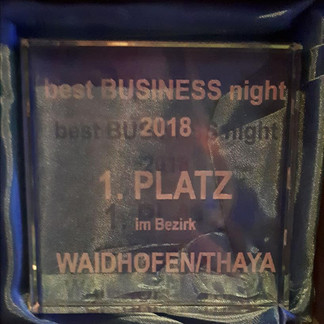 best BUSINESS night
2018
1. PLATZ
im Bezirk
WAIDHOFEN/THAYA